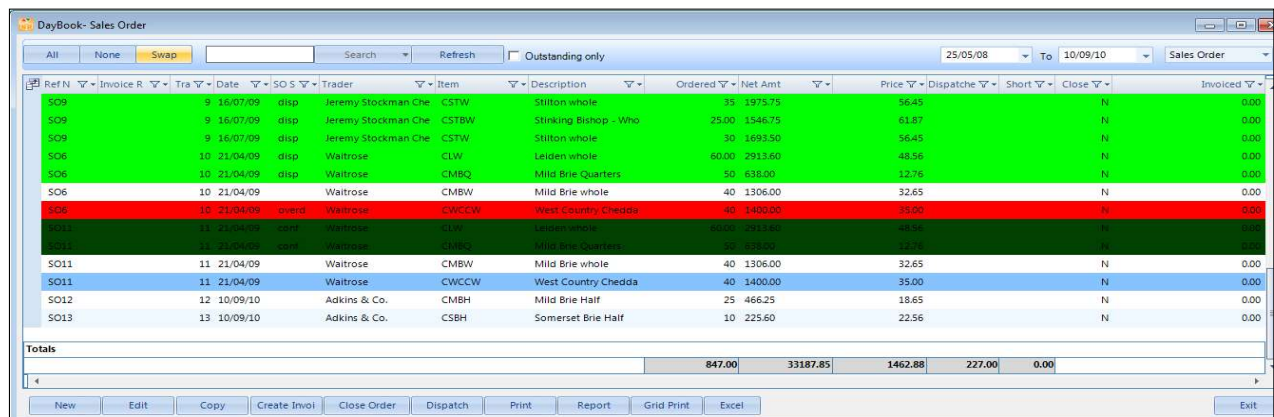 DayBook- Sales Order
All None Swap Search Refresh Outstanding only 25/05/08 To 10/09/10 Sales Order
Ref N Invoice R Tra Date SO S Trader Item Description Ordered Net Amt Price Dispatche Short Close Invoiced
SO9 9 16/07/09 disp Jeremy Stockman Che CSTW Stilton whole 35 1975.75 56.45 N 0.00
SO9 9 16/07/09 disp Jeremy Stockman Che CSTBW Stinking Bishop - Who 25.00 1546.75 61.87 N 0.00
SO9 9 16/07/09 disp Jeremy Stockman Che CSTW Stilton whole 30 1693.50 56.45 N 0.00
SO6 10 21/04/09 disp Waitrose CLW Leiden whole 60.00 2913.60 48.56 N 0.00
SO6 10 21/04/09 disp Waitrose CMBQ Mild Brie Quarters 50 638.00 12.76 N 0.00
SO6 10 21/04/09 Waitrose CMBW Mild Brie whole 40 1306.00 32.65 N 0.00
SO6 10 21/04/09 overd Waitrose CWCCW West Country Chedda 40 1400.00 35.00 N 0.00
SO11 11 21/04/09 conf Waitrose CLW Leiden whole 60.00 2913.60 48.56 N 0.00
SO11 11 21/04/09 conf Waitrose CMBQ Mild Brie Quarters 50 638.00 12.76 N 0.00
SO11 11 21/04/09 Waitrose CMBW Mild Brie whole 40 1306.00 32.65 N 0.00
SO11 11 21/04/09 Waitrose CWCCW West Country Chedda 40 1400.00 35.00 N 0.00
SO12 12 10/09/10 Adkins & Co. CMBH Mild Brie Half 25 466.25 18.65 N 0.00
SO13 13 10/09/10 Adkins & Co. CSBH Somerset Brie Half 10 225.60 22.56 N 0.00
Totals
847.00 33187.85 1462.88 227.00 0.00
New Edit Copy Create Invoi Close Order Dispatch Print Report Grid Print Excel Exit